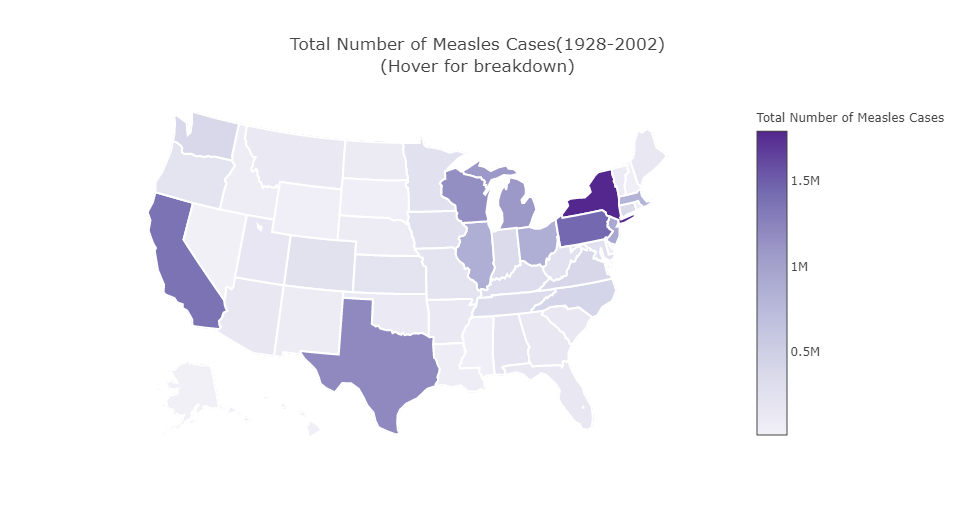 Total Number of Measles Cases(1928-2002)
(Hover for breakdown)
Total Number of Measles Cases
1.5M
1M
0.5M